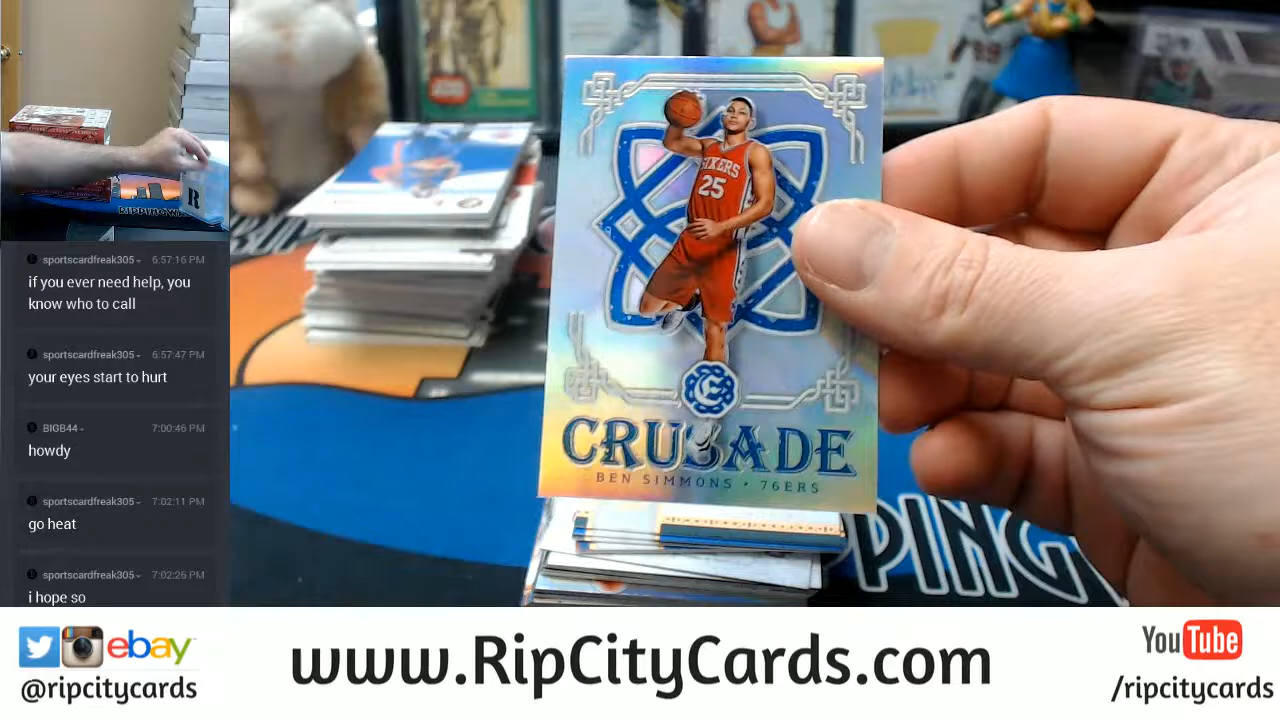 sportscardfreak305 6:57:16 PM
if you ever need help, you
know who to call
sportscardfreak305 6:57:47 PM
your eyes start to hurt
BIGB44 7:00:46 PM
howdy
sportscardfreak305 7:02:11 PM
go heat
sportscardfreak305 7:02:26 PM
i hope so
R
SIXERS
25
E
CRUSADE
BEN SIMMONS • 76ERS
PPING
ebay
@ripcitycards
www.RipCityCards.com
YouTube
/ripcitycards